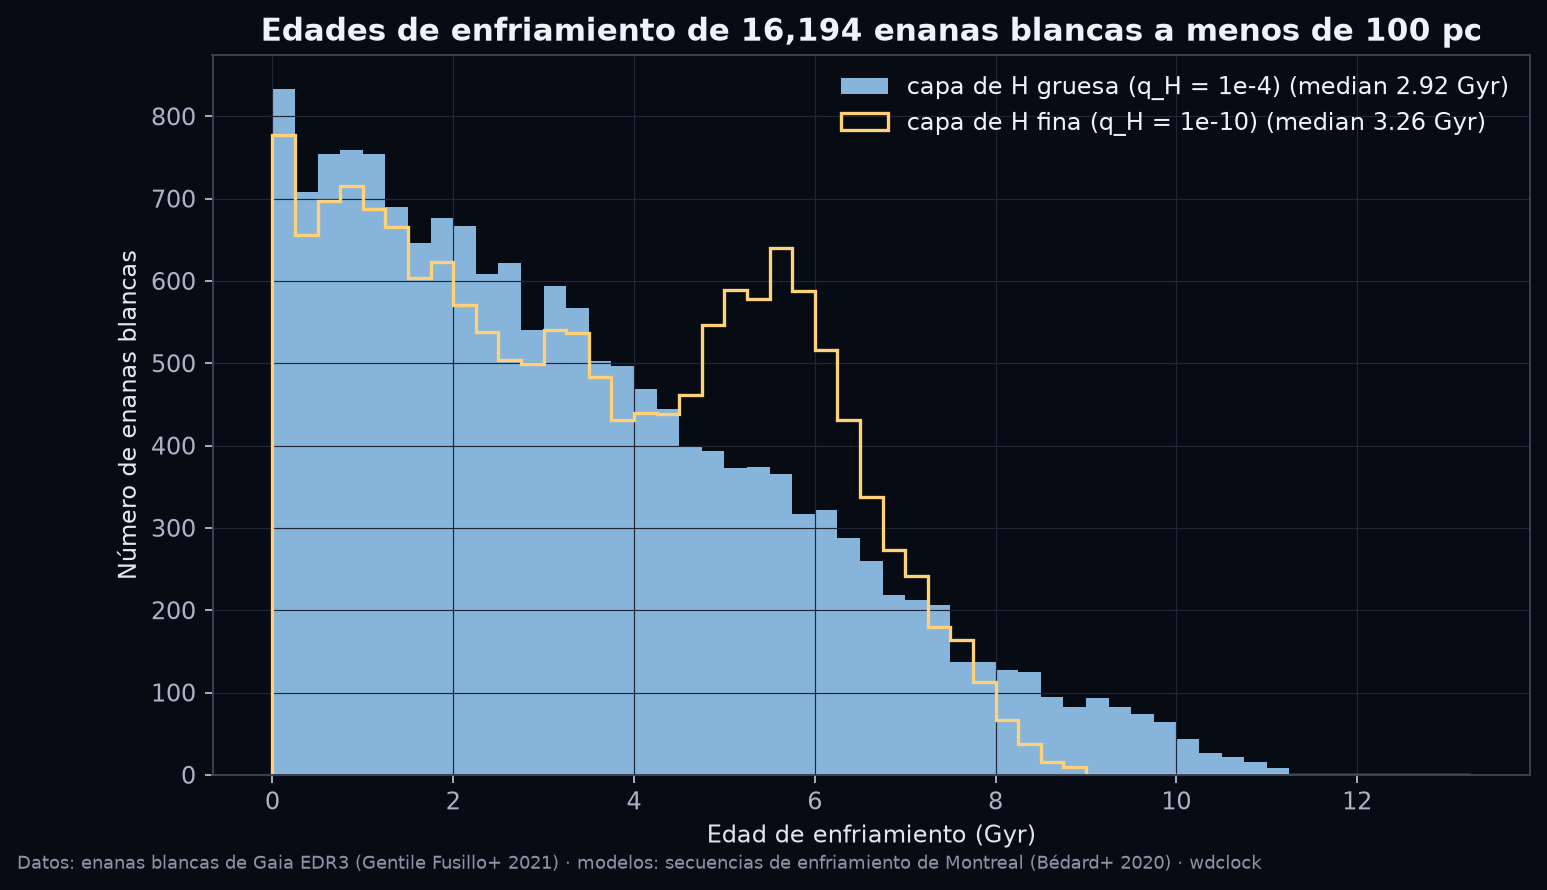 Edades de enfriamiento de 16,194 enanas blancas a menos de 100 pc
capa de H gruesa (q_H = 1e-4) (median 2.92 Gyr)
capa de H fina (q_H = 1e-10) (median 3.26 Gyr)
Número de enanas blancas
800
700
600
500
400
300
200
100
0
0 2 4 6 8 10 12
Edad de enfriamiento (Gyr)
Datos: enanas blancas de Gaia EDR3 (Gentile Fusillo+ 2021) · modelos: secuencias de enfriamiento de Montreal (Bédard+ 2020) · wdclock